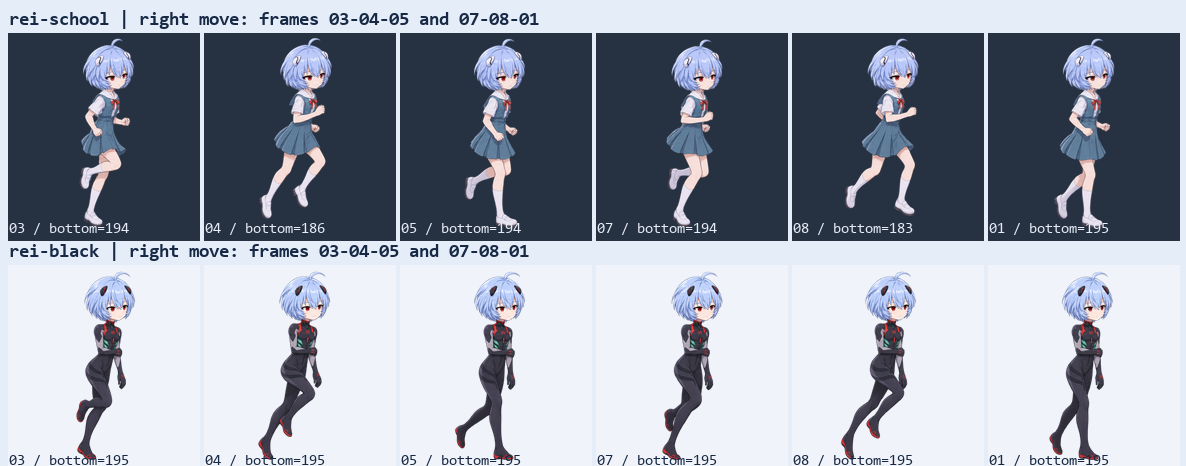 rei-school | right move: frames 03-04-05 and 07-08-01
03 / bottom=194
04 / bottom=186
05 / bottom=194
07 / bottom=194
08 / bottom=183
01 / bottom=195
rei-black | right move: frames 03-04-05 and 07-08-01
03 / bottom=195
04 / bottom=195
05 / bottom=195
07 / bottom=195
08 / bottom=195
01 / bottom=195